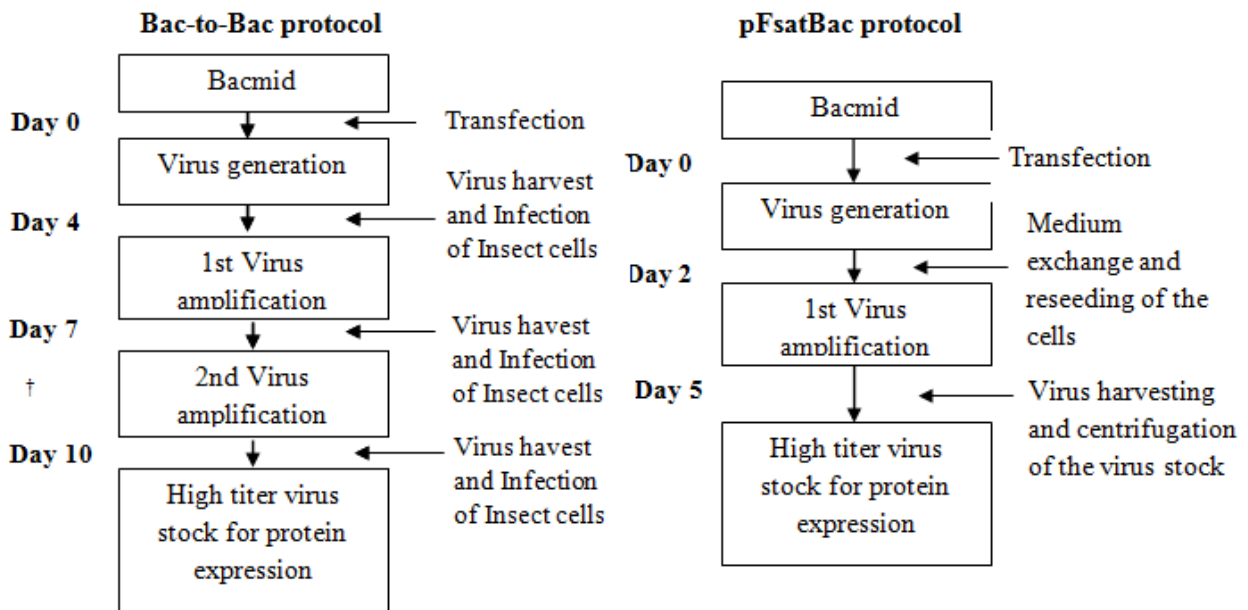 Bac-to-Bac protocol
Bacmid
Day 0
Transfection
Virus generation
Virus harvest
and Infection
of Insect cells
Day 4
1st Virus
amplification
Day 7
Virus havest
and Infection
of Insect cells
†
2nd Virus
amplification
Day 10
Virus havest
and Infection
of Insect cells
High titer virus
stock for protein
expression
pFsatBac protocol
Bacmid
Day 0
Transfection
Virus generation
Medium
exchange and
reseeding of the
cells
Day 2
1st Virus
amplification
Day 5
Virus harvesting
and centrifugation
of the virus stock
High titer virus
stock for protein
expression